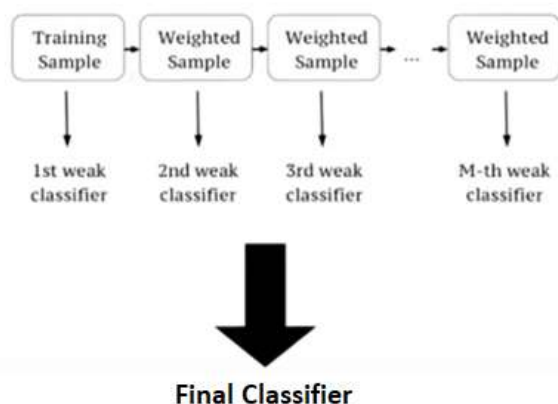 Training Sample
Weighted Sample
Weighted Sample
...
Weighted Sample
1st weak classifier
2nd weak classifier
3rd weak classifier
M-th weak classifier
Final Classifier